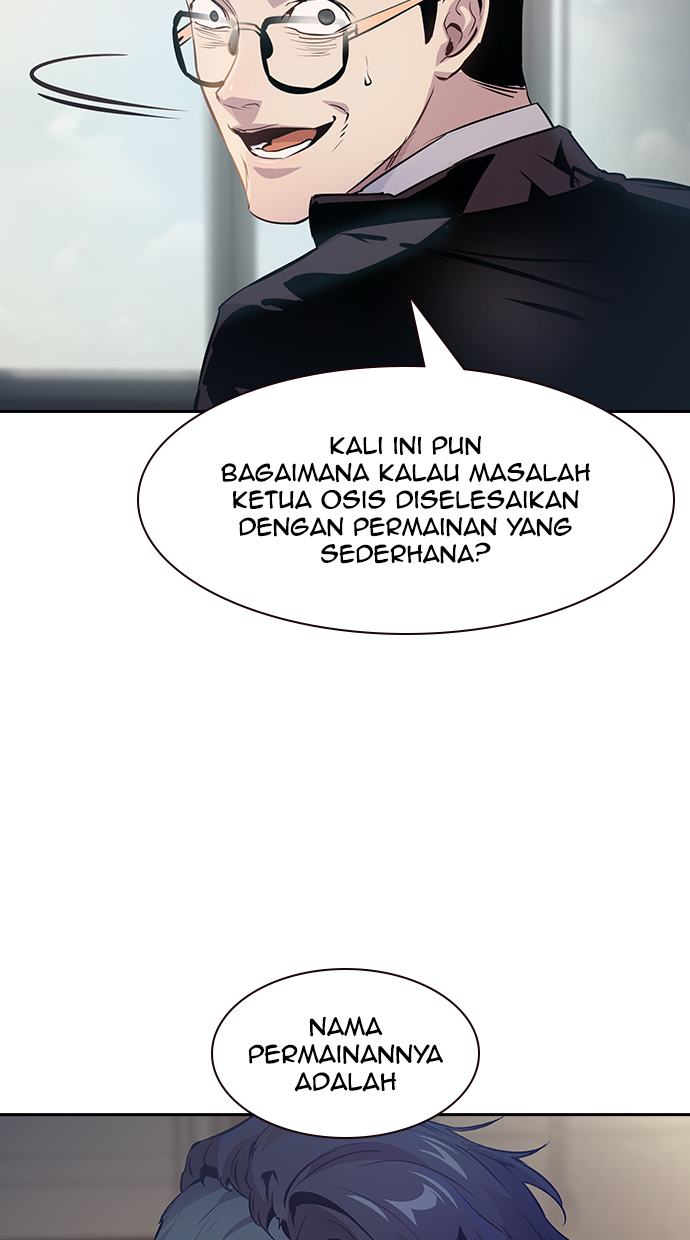 KALI INI PUN
BAGAIMANA KALAU MASALAH
KETUA OSIS DISELESAIKAN
DENGAN PERMAINAN YANG
SEDERHANA?
NAMA
PERMAINANNYA
ADALAH